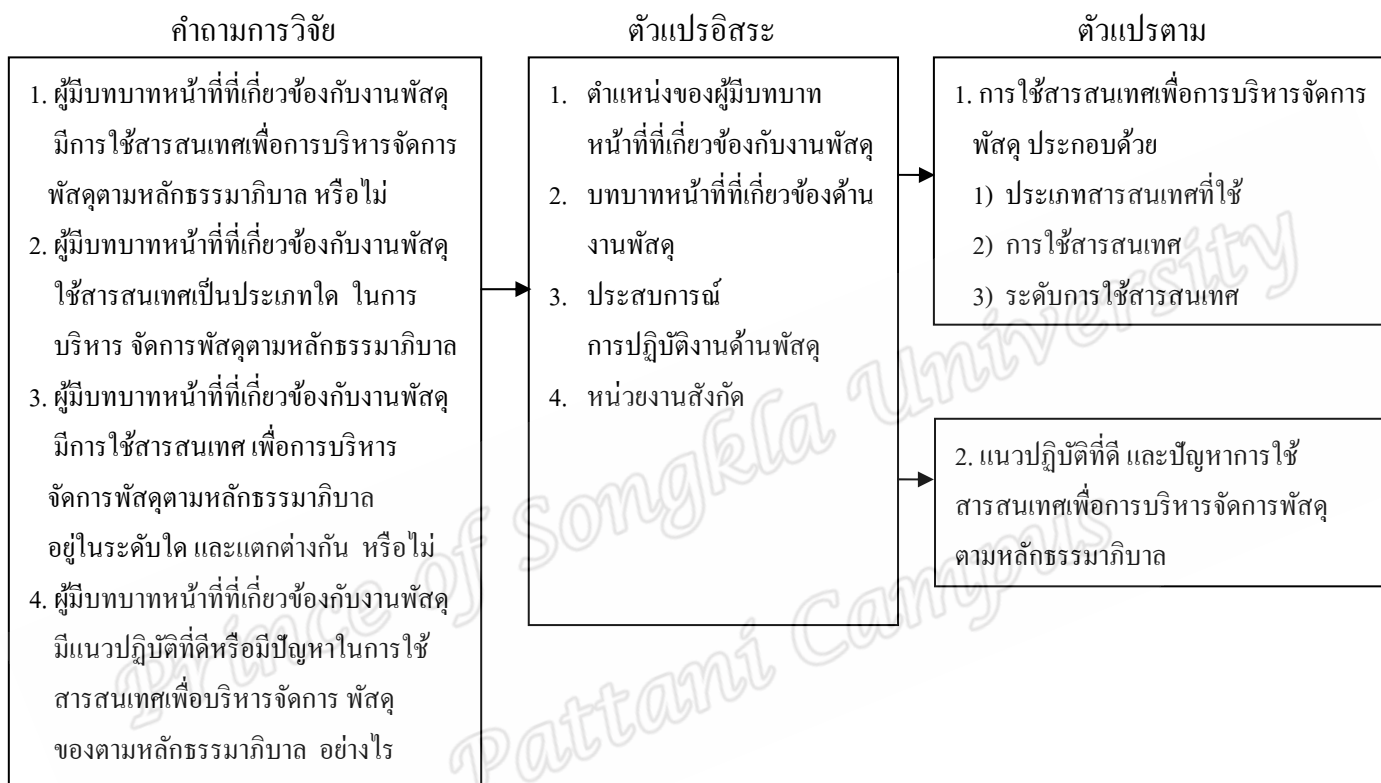 คำถามการวิจัย
1. ผู้มีบทบาทหน้าที่ที่เกี่ยวข้องกับงานพัสดุ
มีการใช้สารสนเทศเพื่อการบริหารจัดการ
พัสดุตามหลักธรรมาภิบาล หรือไม่
2. ผู้มีบทบาทหน้าที่ที่เกี่ยวข้องกับงานพัสดุ
ใช้สารสนเทศเป็นประเภทใด ในการ
บริหาร จัดการพัสดุตามหลักธรรมาภิบาล
3. ผู้มีบทบาทหน้าที่ที่เกี่ยวข้องกับงานพัสดุ
มีการใช้สารสนเทศ เพื่อการบริหาร
จัดการพัสดุตามหลักธรรมาภิบาล
อยู่ในระดับใด และแตกต่างกัน หรือไม่
4. ผู้มีบทบาทหน้าที่ที่เกี่ยวข้องกับงานพัสดุ
มีแนวปฏิบัติที่ดีหรือมีปัญหาในการใช้
สารสนเทศเพื่อบริหารจัดการ พัสดุ
ของตามหลักธรรมาภิบาล อย่างไร
ตัวแปรอิสระ
1. ตำแหน่งของผู้มีบทบาท
หน้าที่ที่เกี่ยวข้องกับงานพัสดุ
2. บทบาทหน้าที่ที่เกี่ยวข้องด้าน
งานพัสดุ
3. ประสบการณ์
การปฏิบัติงานด้านพัสดุ
4. หน่วยงานสังกัด
ตัวแปรตาม
1. การใช้สารสนเทศเพื่อการบริหารจัดการ
พัสดุ ประกอบด้วย
1) ประเภทสารสนเทศที่ใช้
2) การใช้สารสนเทศ
3) ระดับการใช้สารสนเทศ
2. แนวปฏิบัติที่ดี และปัญหาการใช้
สารสนเทศเพื่อการบริหารจัดการพัสดุ
ตามหลักธรรมาภิบาล
Prince of Songkla University
Pattani Campus